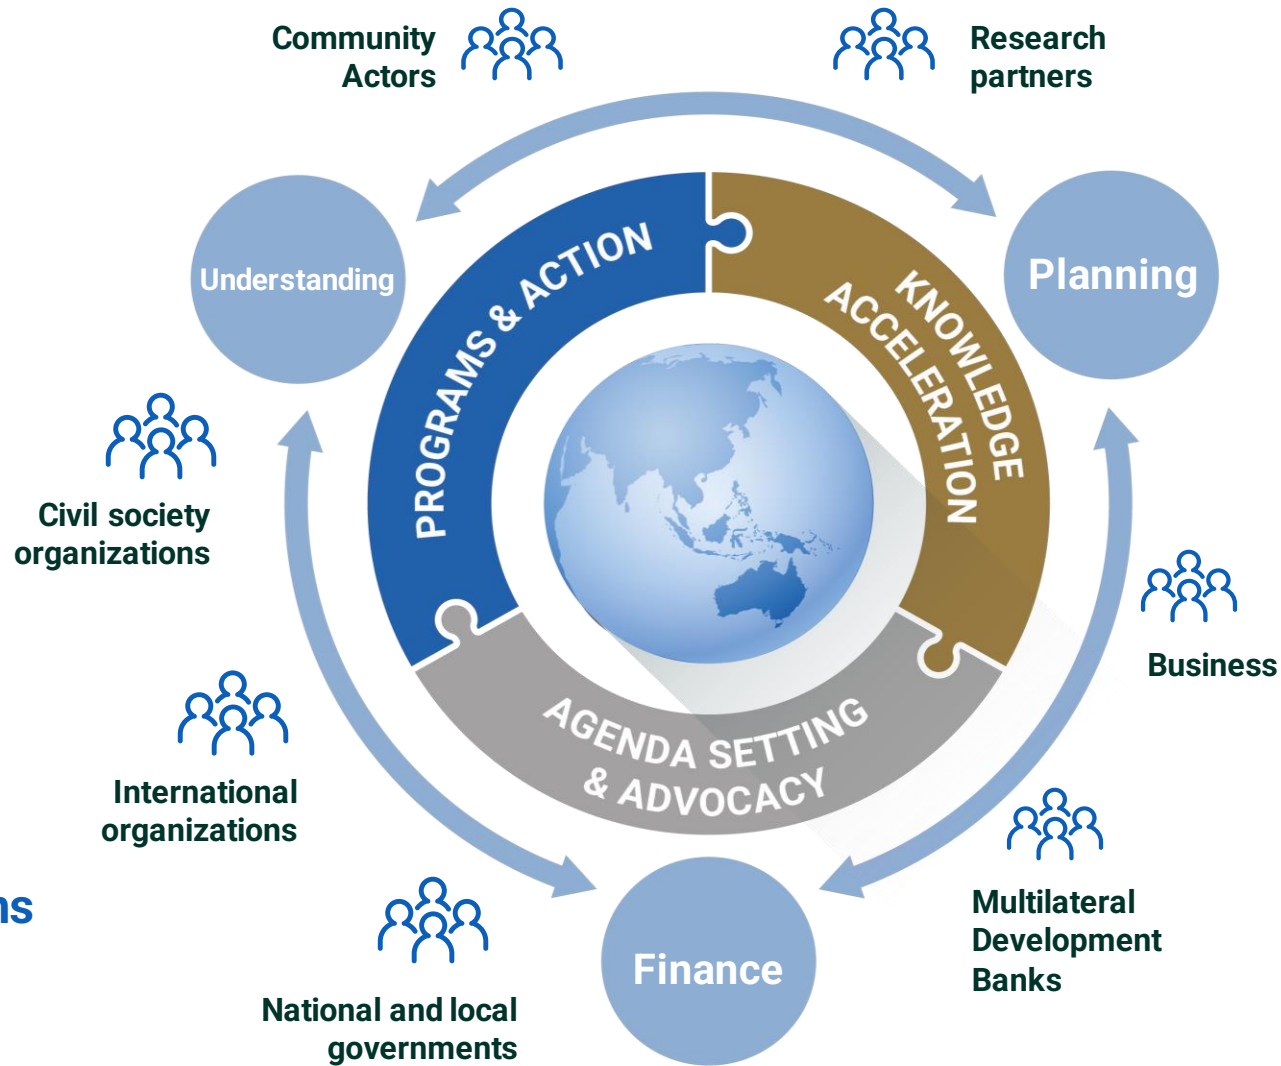 Community
Actors
Research
partners
Understanding
Planning
PROGRAMS & ACTION
KNOWLEDGE
ACCELERATION
Civil society
organizations
Business
AGENDA SETTING
& ADVOCACY
International
organizations
Multilateral
Development
Banks
Finance
National and local
governments